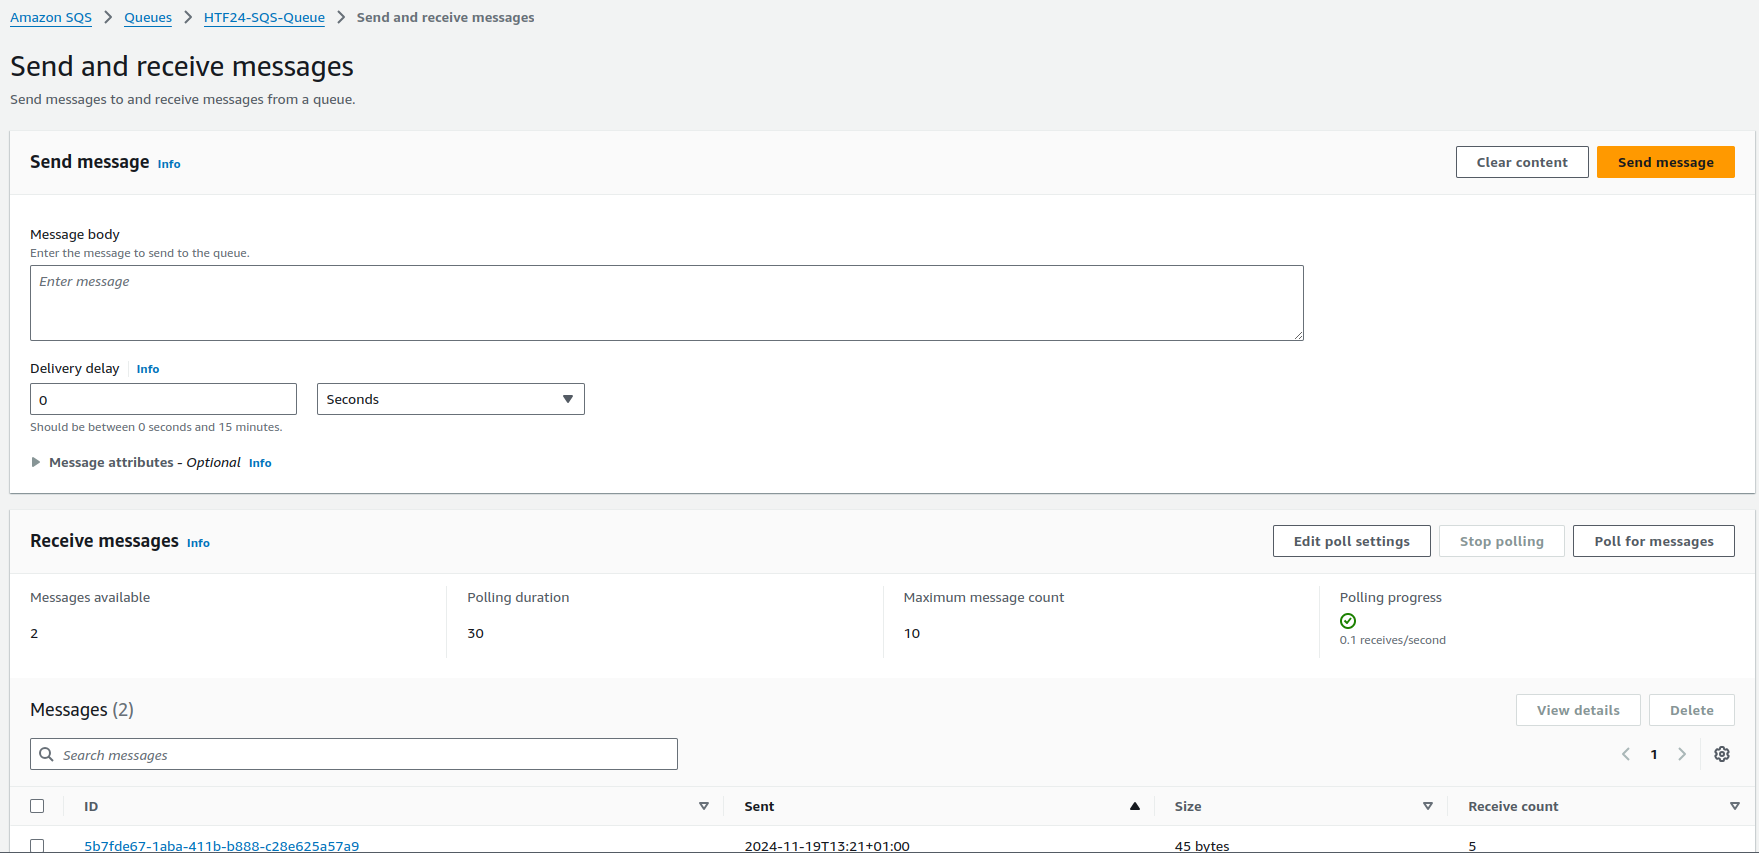 Amazon SQS > Queues > HTF24-SQS-Queue > Send and receive messages
Send and receive messages
Send messages to and receive messages from a queue.
Send message Info
Clear content Send message
Message body
Enter the message to send to the queue.
Enter message
Delivery delay Info
0 Seconds
Should be between 0 seconds and 15 minutes.
Message attributes - Optional Info
Receive messages Info
Edit poll settings Stop polling Poll for messages
Messages available Polling duration Maximum message count Polling progress
2 30 10
0.1 receives/second
Messages (2)
View details Delete
Search messages
1
ID Sent Size Receive count
5b7fde67-1aba-411b-b888-c28e625a57a9 2024-11-19T13:21+01:00 45 bytes 5